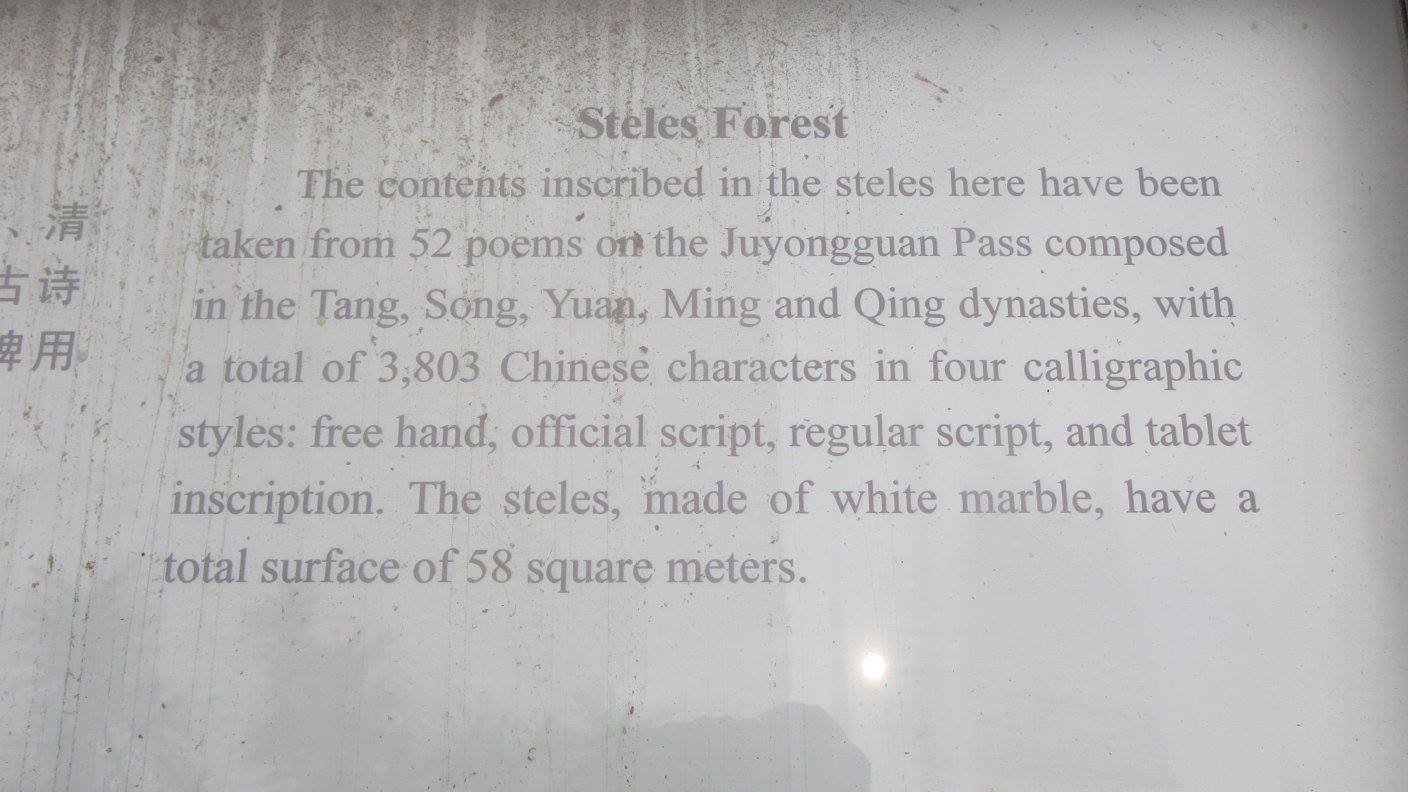 Steles Forest
The contents inscribed in the steles here have been
taken from 52 poems on the Juyongguan Pass composed
in the Tang, Song, Yuan, Ming and Qing dynasties, with
a total of 3,803 Chinese characters in four calligraphic
styles: free hand, official script, regular script, and tablet
inscription. The steles, made of white marble, have a
total surface of 58 square meters.
、清
古诗
碑用